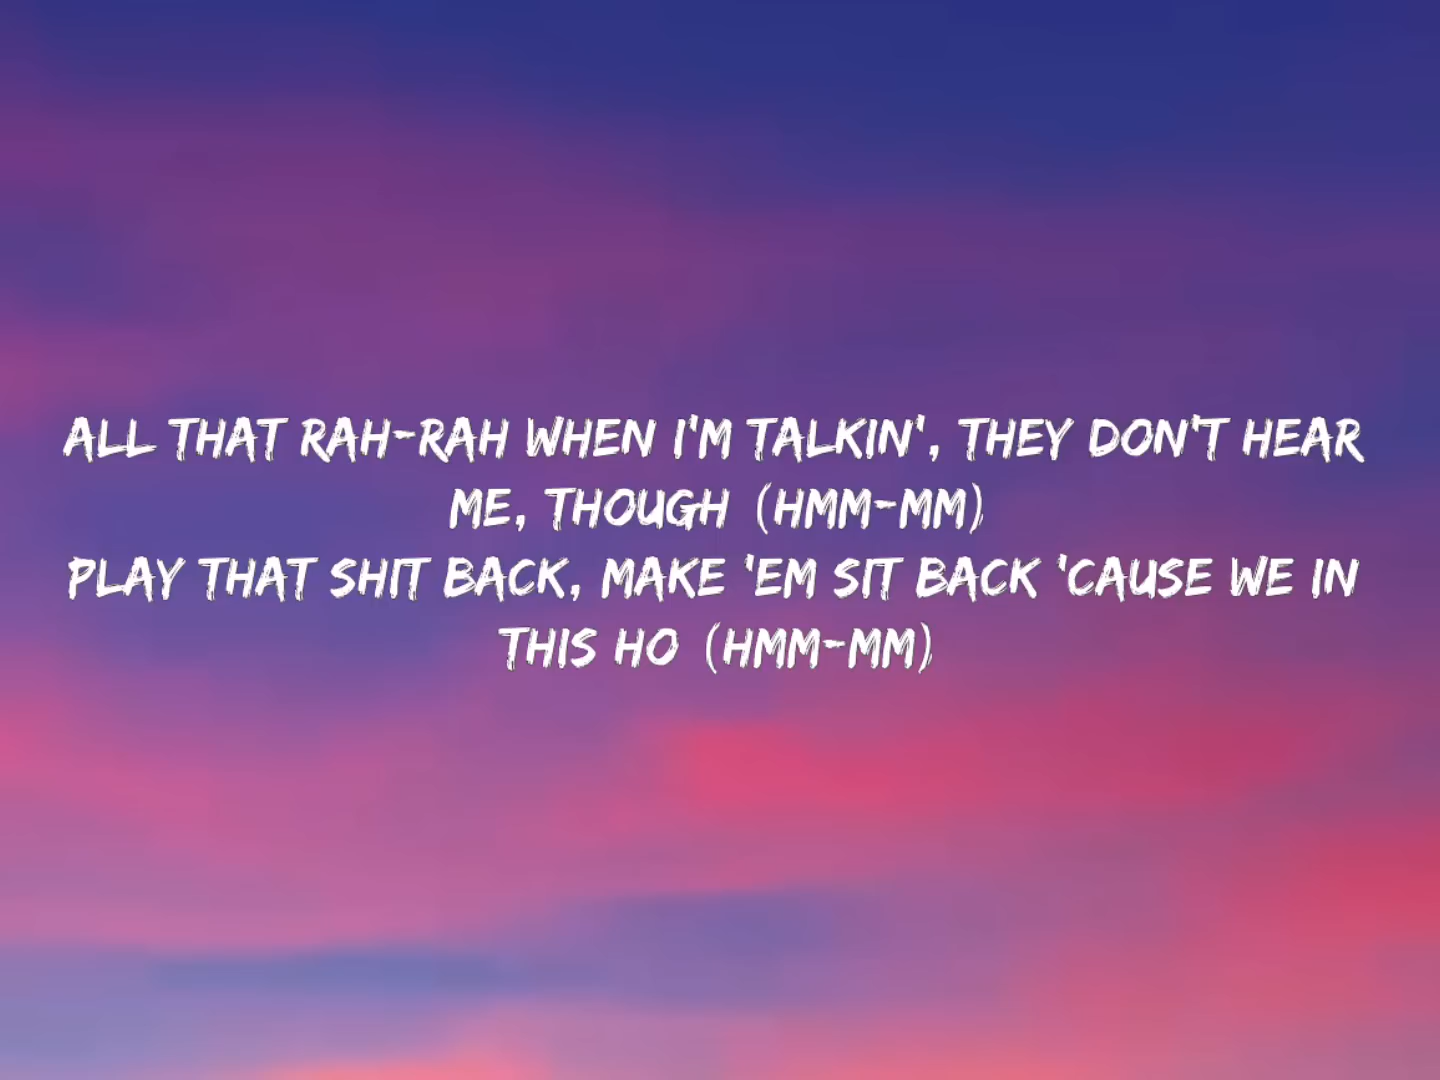 ALL THAT RAH-RAH WHEN I'M TALKIN', THEY DON'T HEAR
ME, THOUGH (HMM-MM)
PLAY THAT SHIT BACK, MAKE 'EM SIT BACK 'CAUSE WE IN
THIS HO (HMM-MM)